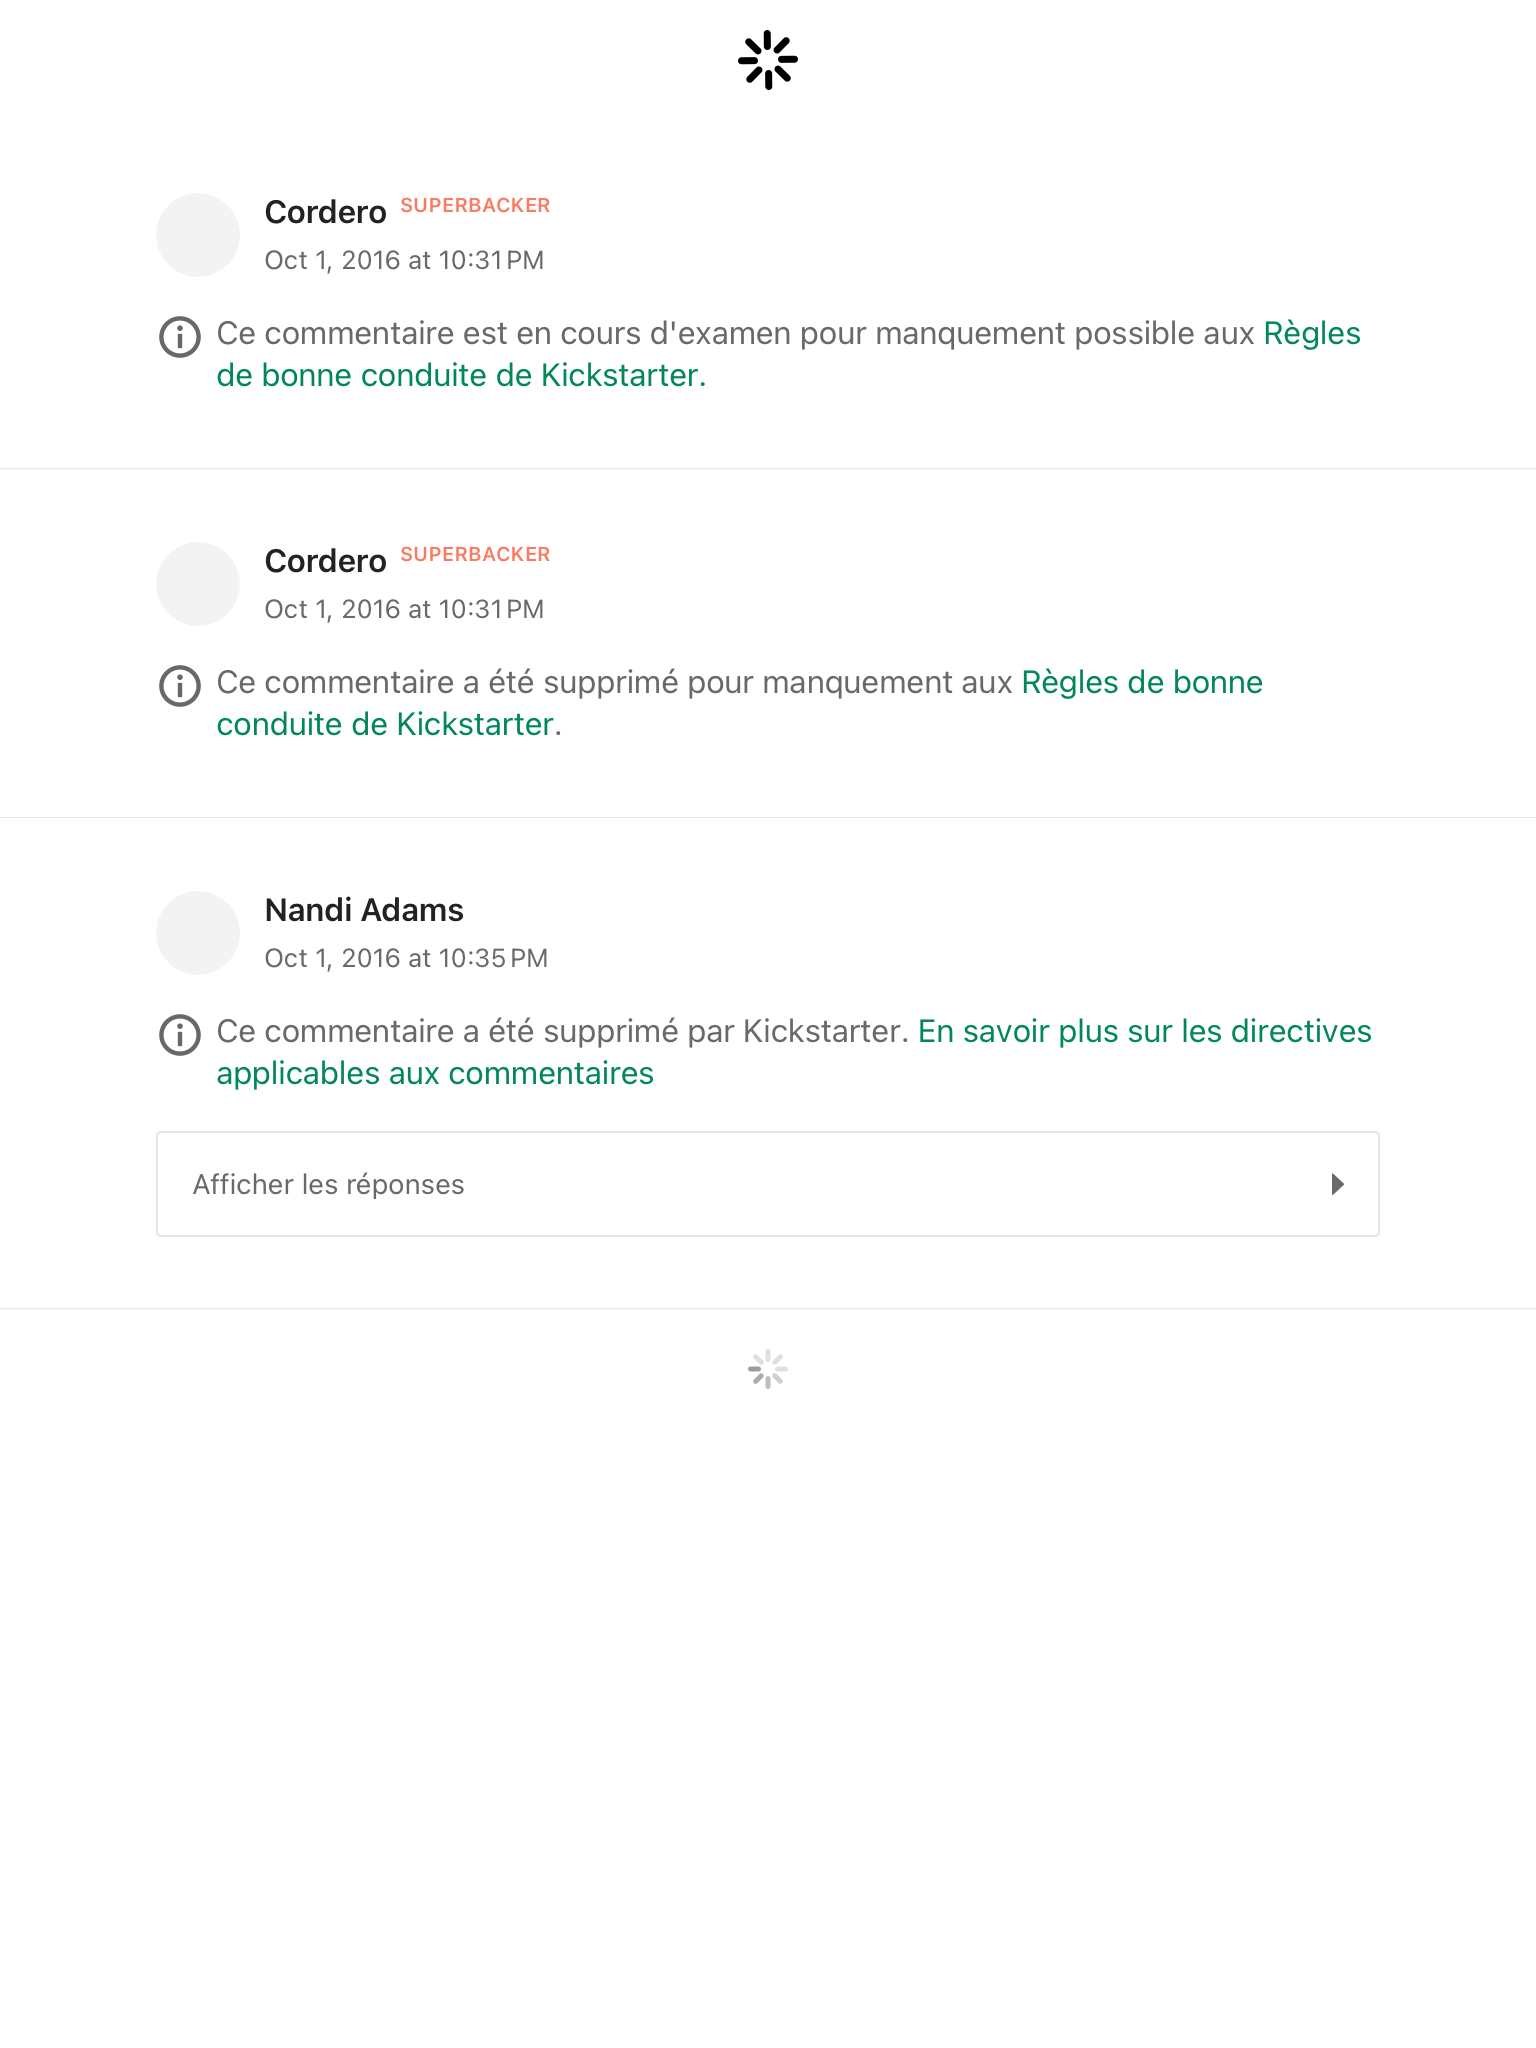 Cordero SUPERBACKER
Oct 1, 2016 at 10:31 PM
Ce commentaire est en cours d'examen pour manquement possible aux Règles
de bonne conduite de Kickstarter.
Cordero SUPERBACKER
Oct 1, 2016 at 10:31 PM
Ce commentaire a été supprimé pour manquement aux Règles de bonne
conduite de Kickstarter.
Nandi Adams
Oct 1, 2016 at 10:35 PM
Ce commentaire a été supprimé par Kickstarter. En savoir plus sur les directives
applicables aux commentaires
Afficher les réponses